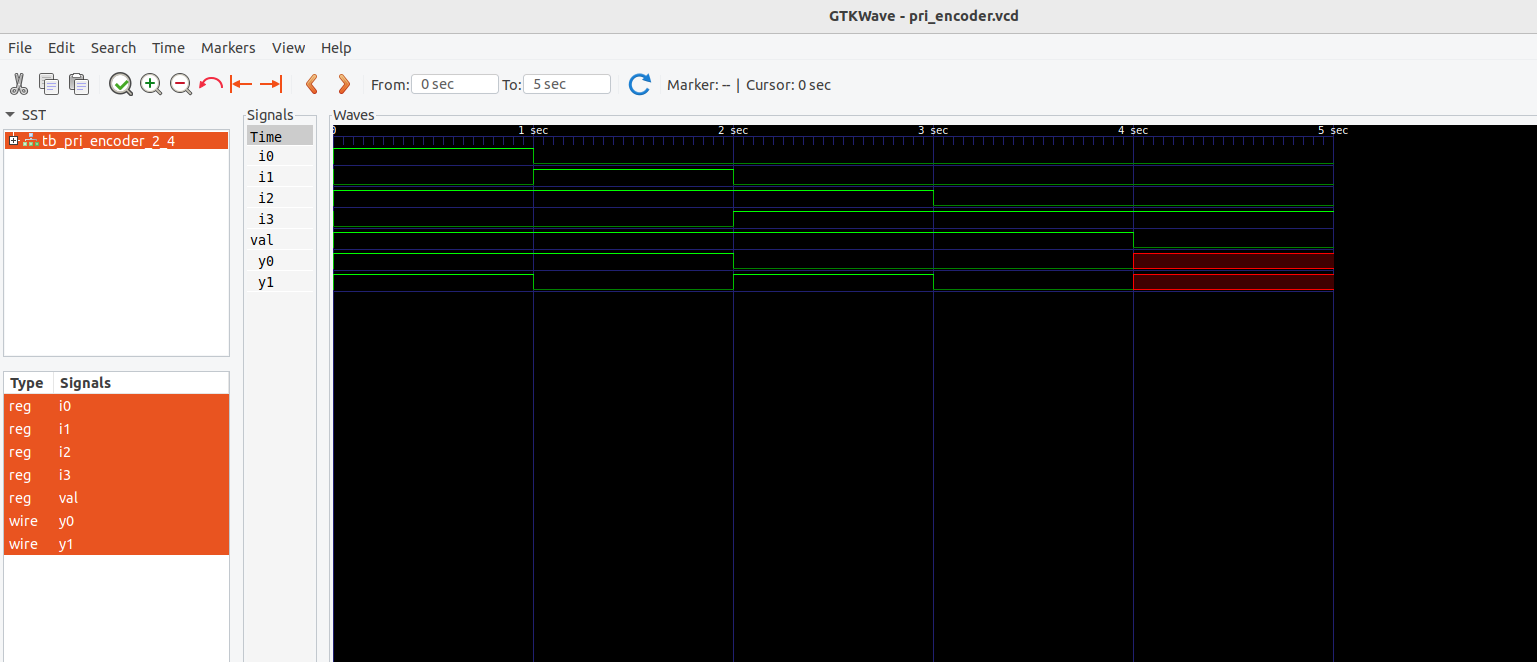 GTKWave - pri_encoder.vcd
File Edit Search Time Markers View Help
From: 0 sec To: 5 sec Marker: -- | Cursor: 0 sec
SST
tb_pri_encoder_2_4
Type Signals
reg i0
reg i1
reg i2
reg i3
reg val
wire y0
wire y1
Signals
Time
i0
i1
i2
i3
val
y0
y1
Waves
0 1 sec 2 sec 3 sec 4 sec 5 sec